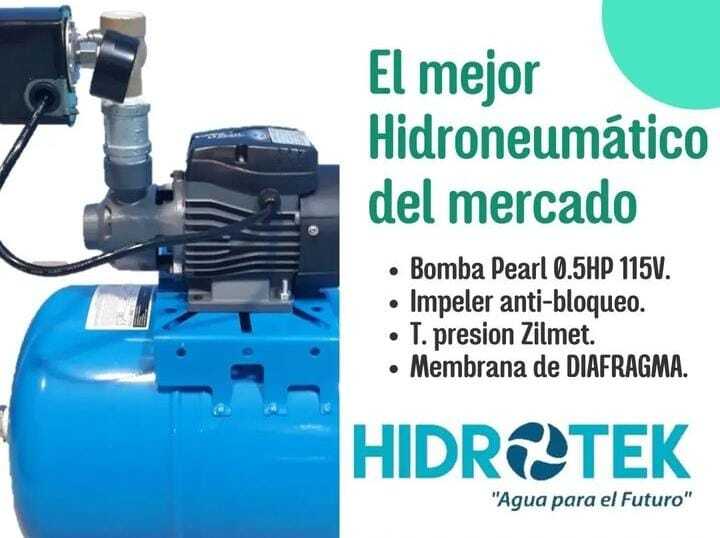 El mejor
Hidroneumático
del mercado
• Bomba Pearl 0.5HP 115V.
• Impeler anti-bloqueo.
• T. presion Zilmet.
• Membrana de DIAFRAGMA.
HIDROTEK
"Agua para el Futuro"